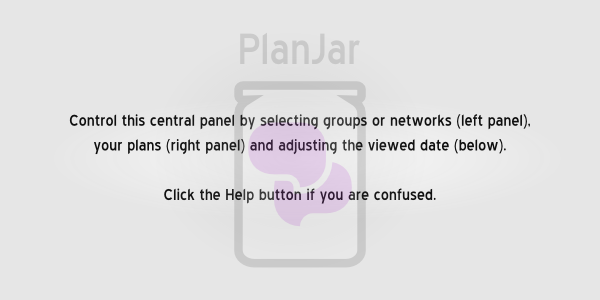 PlanJar
Control this central panel by selecting groups or networks (left panel),
your plans (right panel) and adjusting the viewed date (below).
Click the Help button if you are confused.